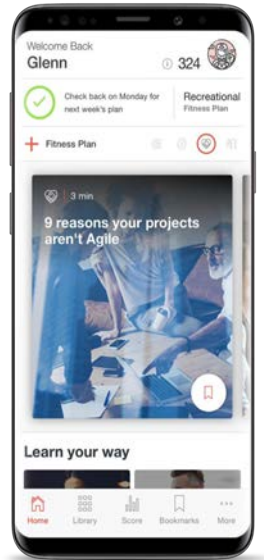 Welcome Back
Glenn
324
Check back on Monday for
next week's plan
Recreational
Fitness Plan
Fitness Plan
3 min
9 reasons your projects
aren't Agile
Learn your way
Home
Library
Score
Bookmarks
More